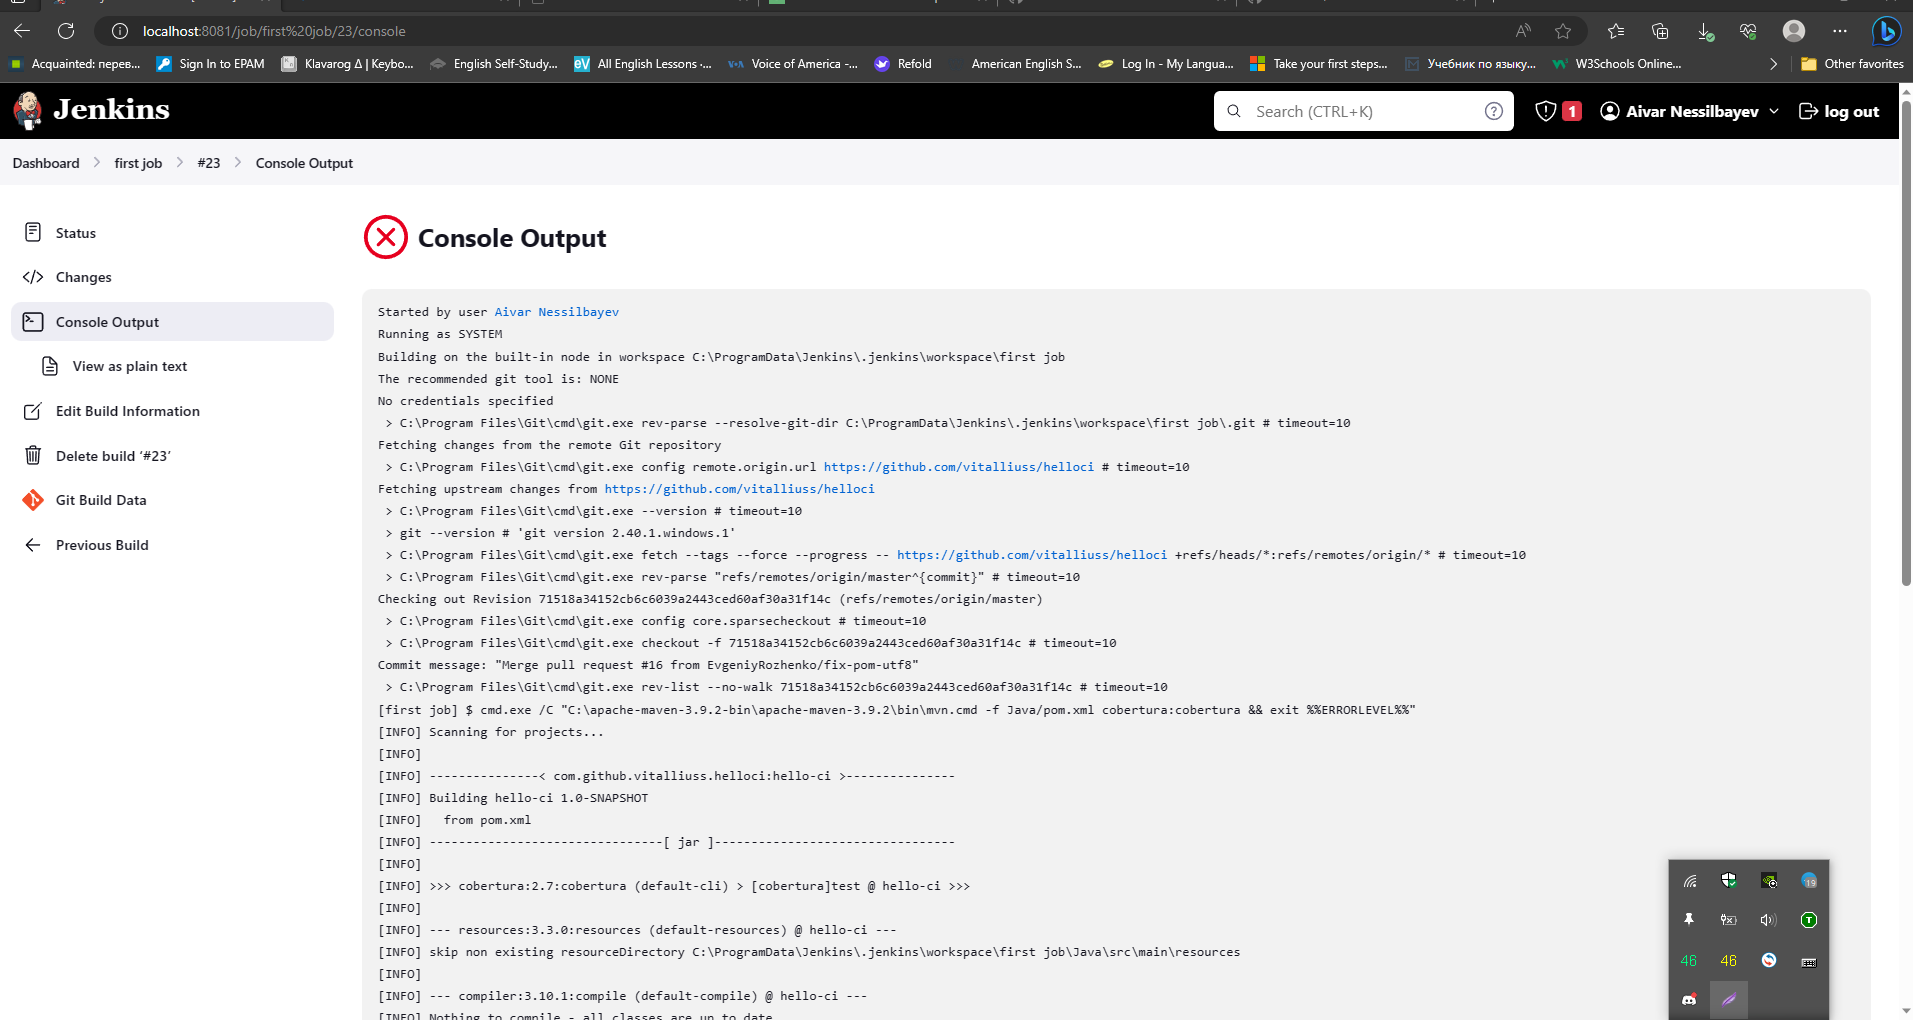 localhost:8081/job/first%20job/23/console
Acquainted: перев... Sign In to EPAM Klavarog Δ | Keybo... English Self-Study... All English Lessons -... Voice of America -... Refold American English S... Log In - My Langua... Take your first steps... Учебник по языку... W3Schools Online... Other favorites
Jenkins
Search (CTRL+K)
1
Aivar Nessilbayev
log out
Dashboard > first job > #23 > Console Output
Status
Changes
Console Output
View as plain text
Edit Build Information
Delete build ‘#23’
Git Build Data
Previous Build
Console Output
Started by user Aivar Nessilbayev
Running as SYSTEM
Building on the built-in node in workspace C:\ProgramData\Jenkins\.jenkins\workspace\first job
The recommended git tool is: NONE
No credentials specified
> C:\Program Files\Git\cmd\git.exe rev-parse --resolve-git-dir C:\ProgramData\Jenkins\.jenkins\workspace\first job\.git # timeout=10
Fetching changes from the remote Git repository
> C:\Program Files\Git\cmd\git.exe config remote.origin.url https://github.com/vitalliuss/helloci # timeout=10
Fetching upstream changes from https://github.com/vitalliuss/helloci
> C:\Program Files\Git\cmd\git.exe --version # timeout=10
> git --version # 'git version 2.40.1.windows.1'
> C:\Program Files\Git\cmd\git.exe fetch --tags --force --progress -- https://github.com/vitalliuss/helloci +refs/heads/*:refs/remotes/origin/* # timeout=10
> C:\Program Files\Git\cmd\git.exe rev-parse "refs/remotes/origin/master^{commit}" # timeout=10
Checking out Revision 71518a34152cb6c6039a2443ced60af30a31f14c (refs/remotes/origin/master)
> C:\Program Files\Git\cmd\git.exe config core.sparsecheckout # timeout=10
> C:\Program Files\Git\cmd\git.exe checkout -f 71518a34152cb6c6039a2443ced60af30a31f14c # timeout=10
Commit message: "Merge pull request #16 from EvgeniyRozhenko/fix-pom-utf8"
> C:\Program Files\Git\cmd\git.exe rev-list --no-walk 71518a34152cb6c6039a2443ced60af30a31f14c # timeout=10
[first job] $ cmd.exe /C "C:\apache-maven-3.9.2-bin\apache-maven-3.9.2\bin\mvn.cmd -f Java/pom.xml cobertura:cobertura && exit %%ERRORLEVEL%%"
[INFO] Scanning for projects...
[INFO]
[INFO] ---------------< com.github.vitalliuss.helloci:hello-ci >---------------
[INFO] Building hello-ci 1.0-SNAPSHOT
[INFO]   from pom.xml
[INFO] --------------------------------[ jar ]---------------------------------
[INFO]
[INFO] >>> cobertura:2.7:cobertura (default-cli) > [cobertura]test @ hello-ci >>>
[INFO]
[INFO] --- resources:3.3.0:resources (default-resources) @ hello-ci ---
[INFO] skip non existing resourceDirectory C:\ProgramData\Jenkins\.jenkins\workspace\first job\Java\src\main\resources
[INFO]
[INFO] --- compiler:3.10.1:compile (default-compile) @ hello-ci ---
[INFO] Nothing to compile - all classes are up to date
19
46 46